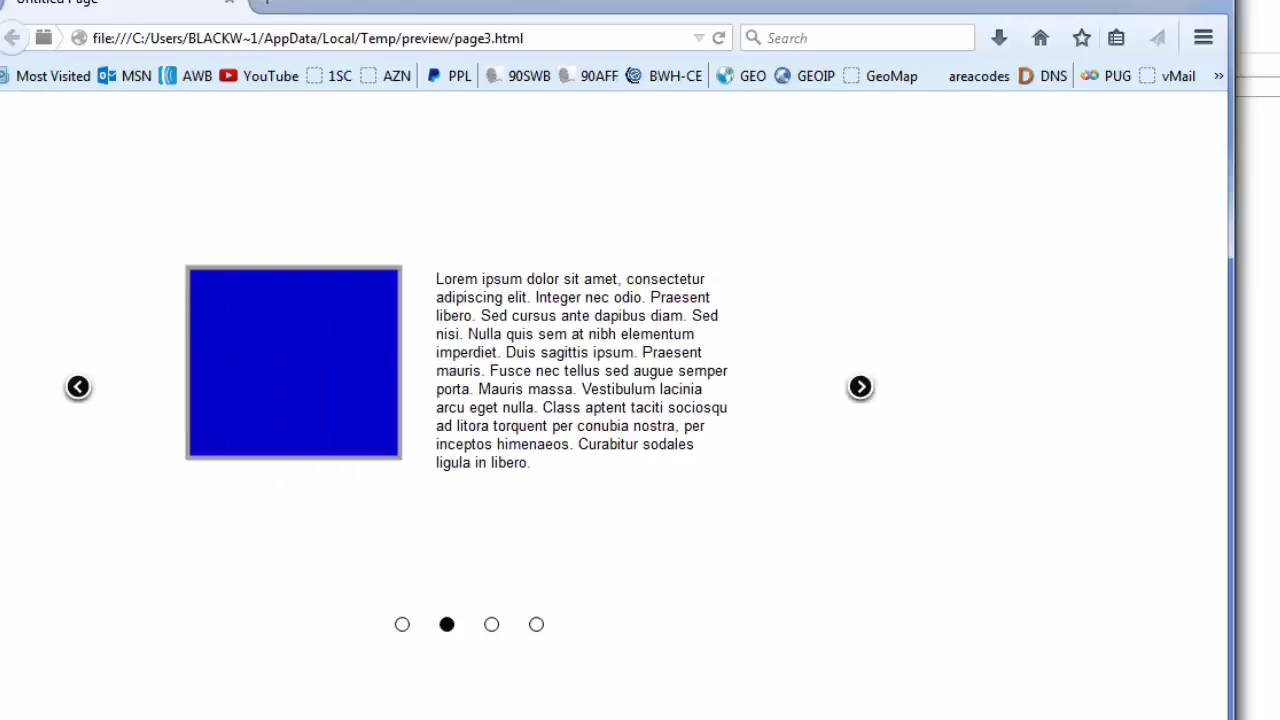 Untitled Page
file:///C:/Users/BLACKW~1/AppData/Local/Temp/preview/page3.html
Search
Most Visited MSN AWB YouTube 1SC AZN PPL 90SWB 90AFF BWH-CE GEO GEOIP GeoMap areacodes DNS PUG vMail »
Lorem ipsum dolor sit amet, consectetur
adipiscing elit. Integer nec odio. Praesent
libero. Sed cursus ante dapibus diam. Sed
nisi. Nulla quis sem at nibh elementum
imperdiet. Duis sagittis ipsum. Praesent
mauris. Fusce nec tellus sed augue semper
porta. Mauris massa. Vestibulum lacinia
arcu eget nulla. Class aptent taciti sociosqu
ad litora torquent per conubia nostra, per
inceptos himenaeos. Curabitur sodales
ligula in libero.